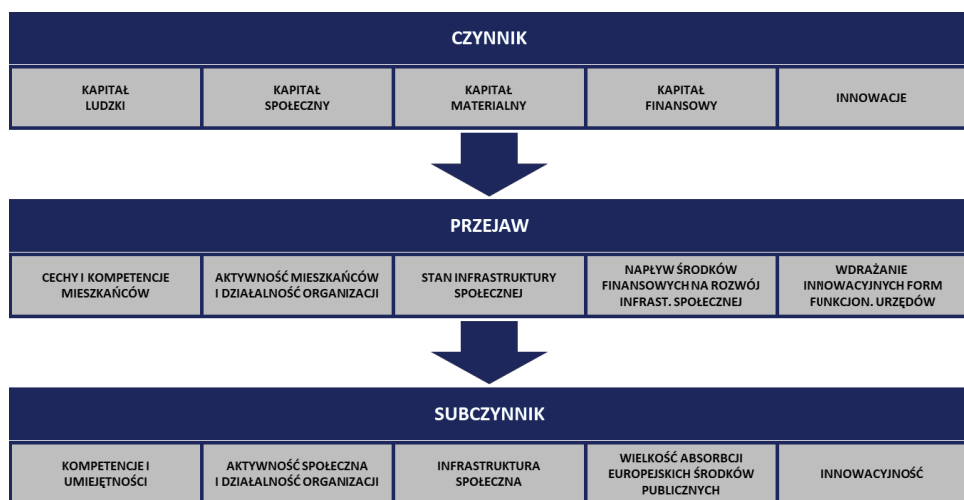 CZYNNIK
KAPITAŁ
LUDZKI
KAPITAŁ
SPOŁECZNY
KAPITAŁ
MATERIALNY
KAPITAŁ
FINANSOWY
INNOWACJE
PRZEJAW
CECHY I KOMPETENCJE
MIESZKAŃCÓW
AKTYWNOŚĆ MIESZKAŃCÓW
I DZIAŁALNOŚĆ ORGANIZACJI
STAN INFRASTRUKTURY
SPOŁECZNEJ
NAPŁYW ŚRODKÓW
FINANSOWYCH NA ROZWÓJ
INFRAST. SPOŁECZNEJ
WDRAŻANIE
INNOWACYJNYCH FORM
FUNKCJON. URZĘDÓW
SUBCZYNNIK
KOMPETENCJE I
UMIEJĘTNOŚCI
AKTYWNOŚĆ SPOŁECZNA
I DZIAŁALNOŚĆ ORGANIZACJI
INFRASTRUKTURA
SPOŁECZNA
WIELKOŚĆ ABSORBCJI
EUROPEJSKICH ŚRODKÓW
PUBLICZNYCH
INNOWACYJNOŚĆ